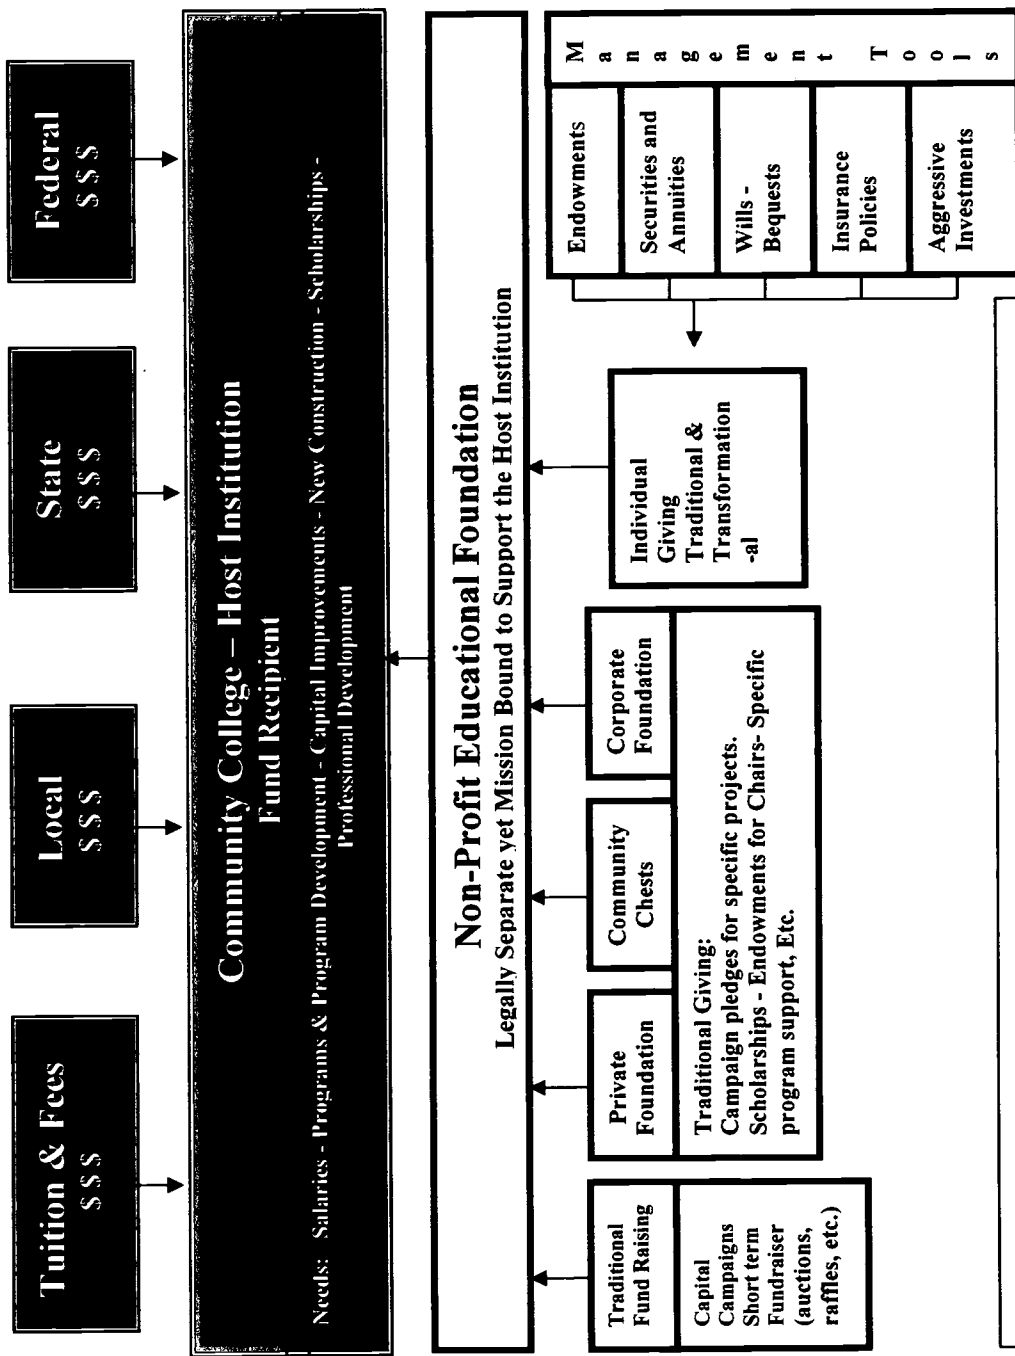 Tuition & Fees
$$$
Local
$$$
State
$$$
Federal
$$$
Community College – Host Institution
Fund Recipient
Needs: Salaries - Programs & Program Development - Capital Improvements - New Construction - Scholarships -
Professional Development
Non-Profit Educational Foundation
Legally Separate yet Mission Bound to Support the Host Institution
Traditional
Fund Raising
Capital
Campaigns
Short term
Fundraiser
(auctions,
raffles, etc.)
Private
Foundation
Community
Chests
Corporate
Foundation
Traditional Giving:
Campaign pledges for specific projects.
Scholarships - Endowments for Chairs- Specific
program support, Etc.
Individual
Giving
Traditional &
Transformation
-al
Endowments
Securities and
Annuities
Wills -
Bequests
Insurance
Policies
Aggressive
Investments
Management Tools